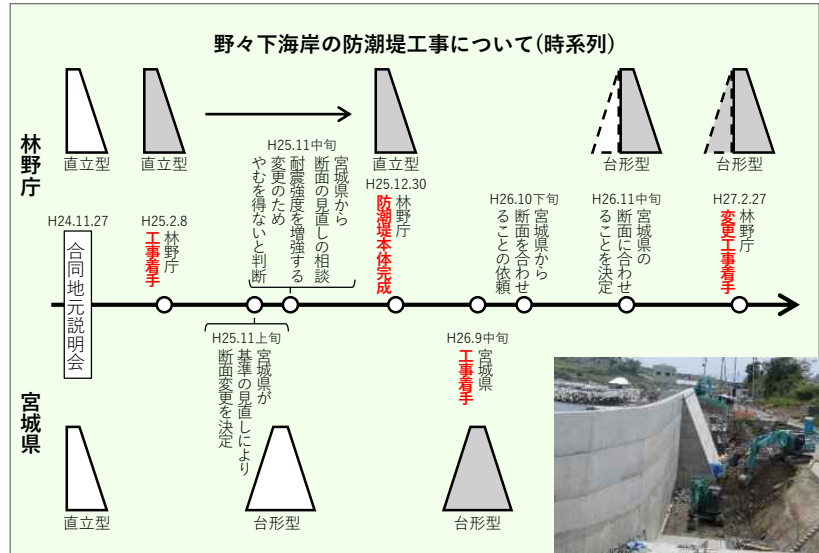 野々下海岸の防潮堤工事について(時系列)
林野庁
直立型
直立型
直立型
台形型
台形型
H24.11.27
合同地元説明会
H25.2.8
林野庁
工事着手
H25.11中旬
宮城県から
断面の見直しの相談
耐震強度を増強する
変更のため
やむを得ないと判断
H25.12.30
林野庁
防潮堤本体完成
H26.10下旬
宮城県から
断面を合わせ
ることの依頼
H26.11中旬
宮城県の
断面に合わせ
ることを決定
H27.2.27
林野庁
変更工事着手
宮城県
H25.11上旬
宮城県が
基準の見直しにより
断面変更を決定
H26.9中旬
宮城県
工事着手
直立型
台形型
台形型